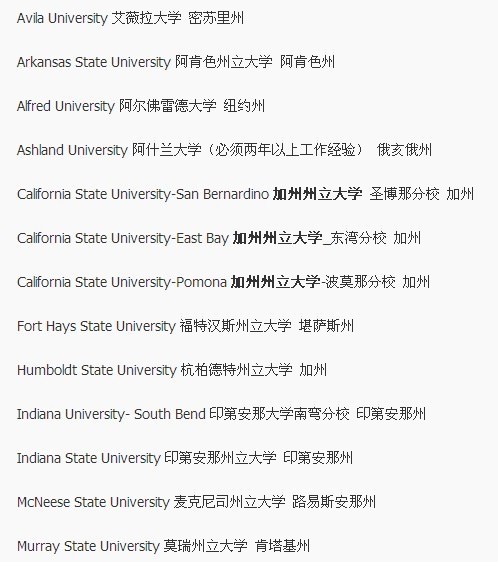 Avila University 艾薇拉大学 密苏里州
Arkansas State University 阿肯色州立大学 阿肯色州
Alfred University 阿尔佛雷德大学 纽约州
Ashland University 阿什兰大学（必须两年以上工作经验） 俄亥俄州
California State University-San Bernardino 加州州立大学 圣博那分校 加州
California State University-East Bay 加州州立大学_东湾分校 加州
California State University-Pomona 加州州立大学-波莫那分校 加州
Fort Hays State University 福特汉斯州立大学 堪萨斯州
Humboldt State University 杭柏德特州立大学 加州
Indiana University- South Bend 印第安那大学南弯分校 印第安那州
Indiana State University 印第安那州立大学 印第安那州
McNeese State University 麦克尼司州立大学 路易斯安那州
Murray State University 莫瑞州立大学 肯塔基州